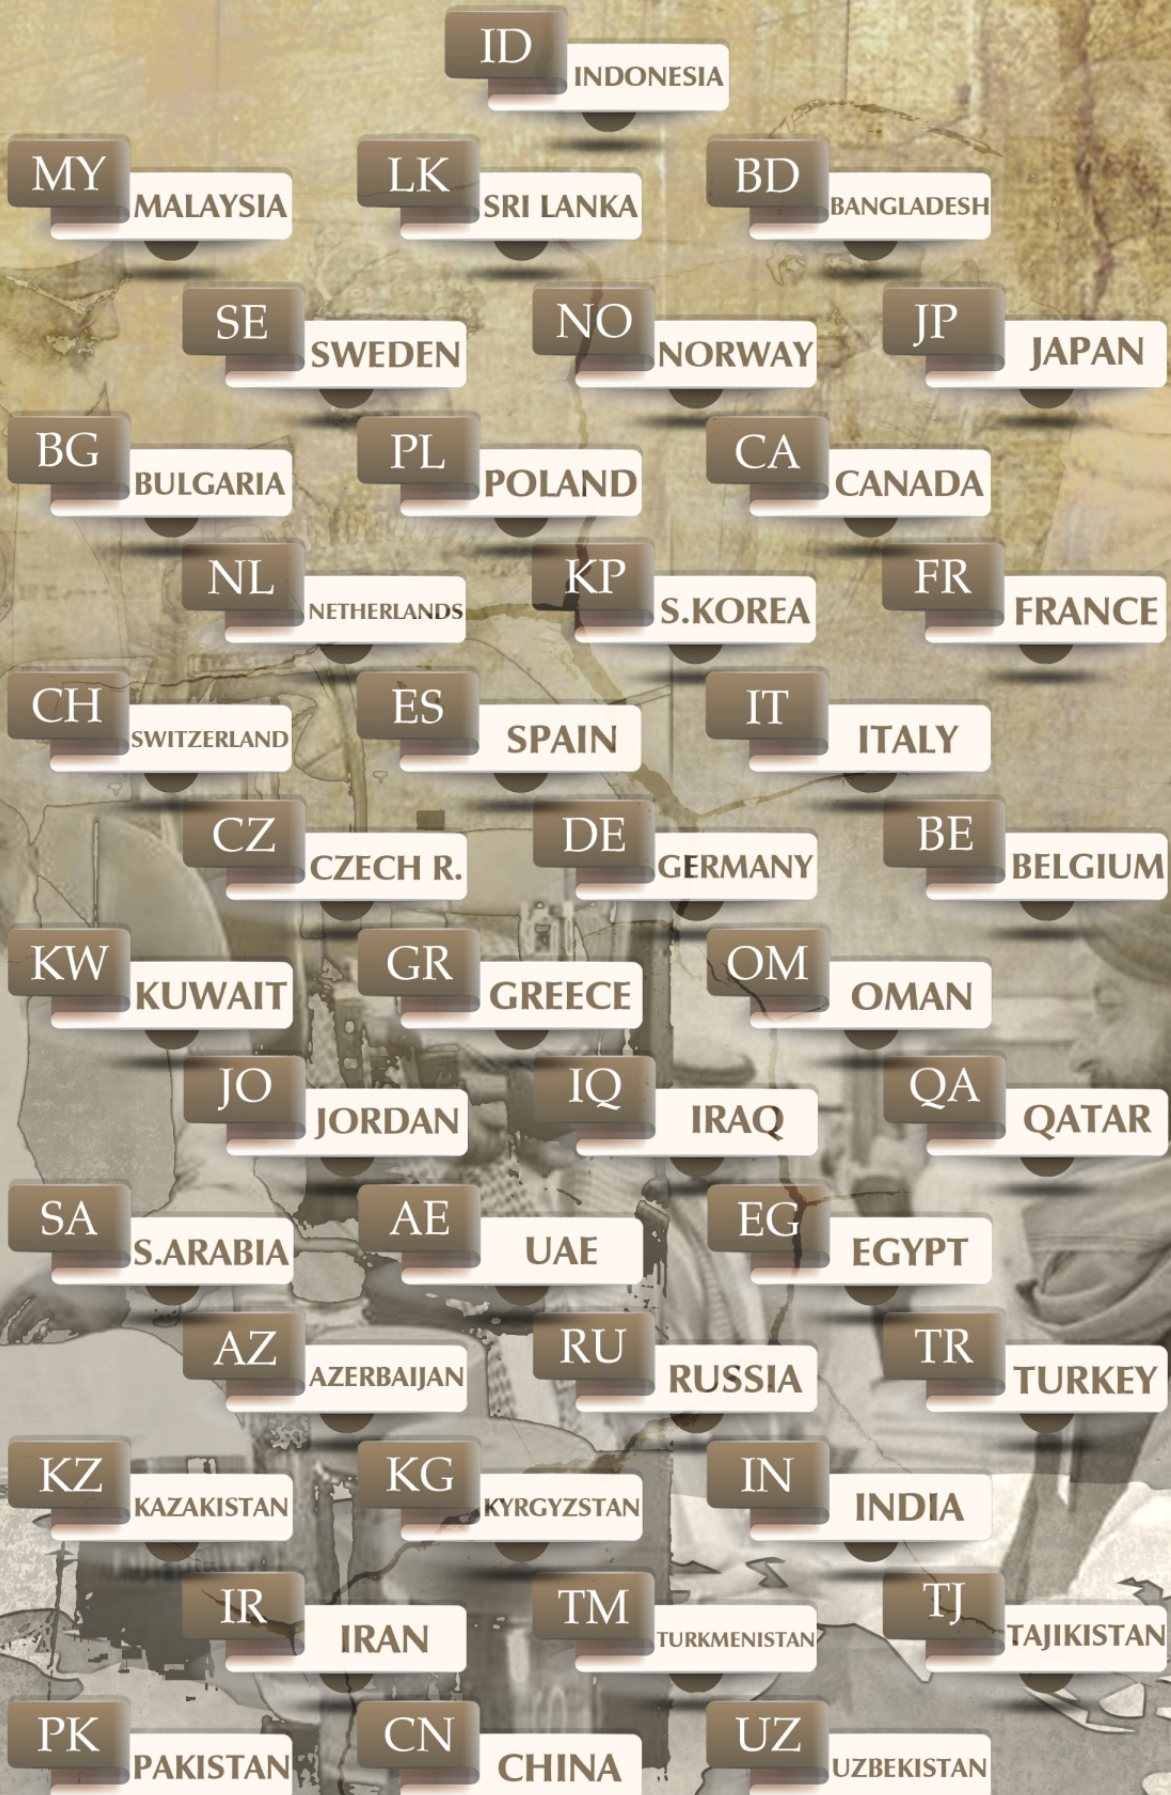 ID
INDONESIA
MY
MALAYSIA
LK
SRI LANKA
BD
BANGLADESH
SE
SWEDEN
NO
NORWAY
JP
JAPAN
BG
BULGARIA
PL
POLAND
CA
CANADA
NL
NETHERLANDS
KP
S.KOREA
FR
FRANCE
CH
SWITZERLAND
ES
SPAIN
IT
ITALY
CZ
CZECH R.
DE
GERMANY
BE
BELGIUM
KW
KUWAIT
GR
GREECE
OM
OMAN
JO
JORDAN
IQ
IRAQ
QA
QATAR
SA
S.ARABIA
AE
UAE
EG
EGYPT
AZ
AZERBAIJAN
RU
RUSSIA
TR
TURKEY
KZ
KAZAKISTAN
KG
KYRGYZSTAN
IN
INDIA
IR
IRAN
TM
TURKMENISTAN
TJ
TAJIKISTAN
PK
PAKISTAN
CN
CHINA
UZ
UZBEKISTAN